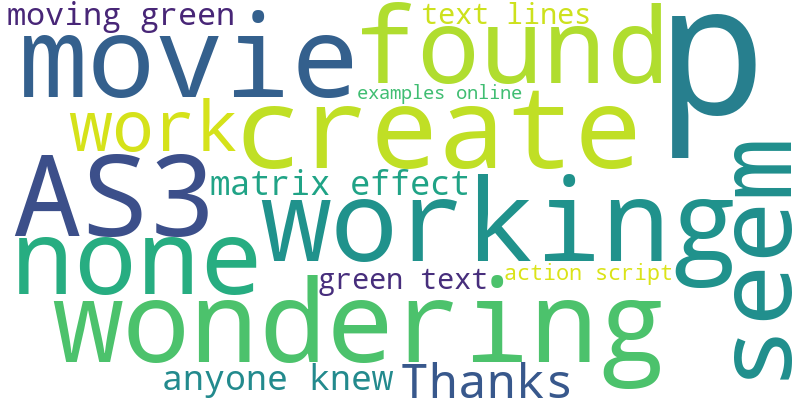 moving green
text lines
movie
found
p
examples online
work
create
seem
AS3
matrix effect
working
none
green text
action script
wondering
anyone knew
Thanks